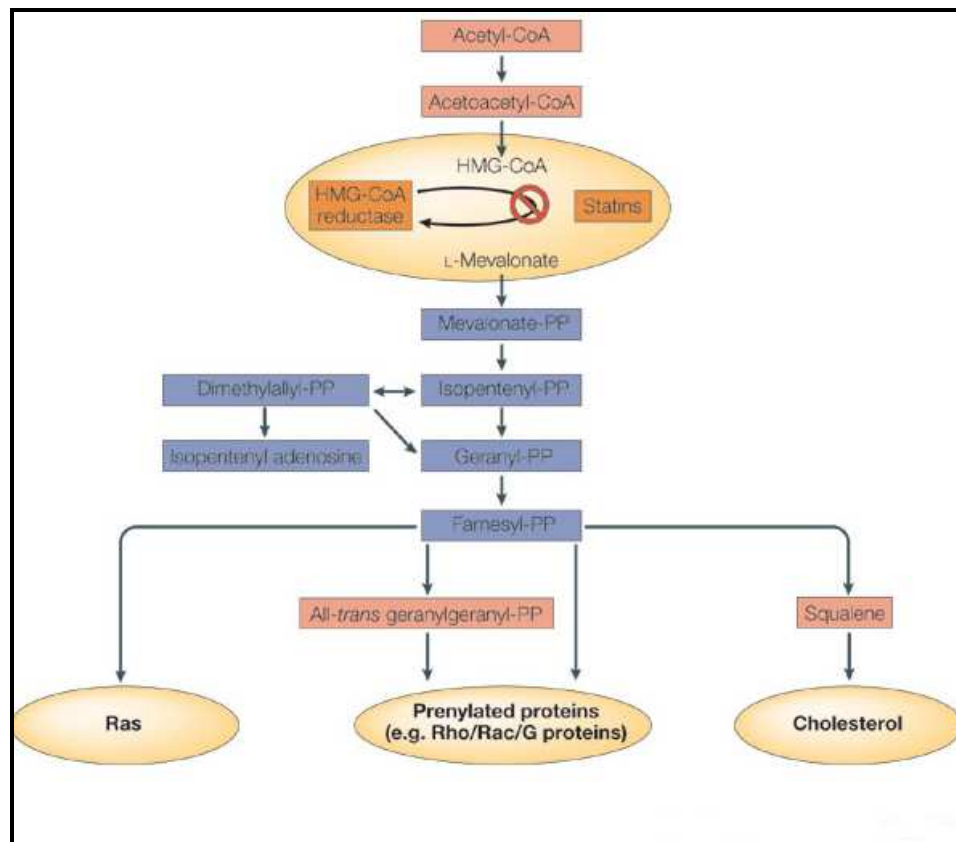 Acetyl-CoA
Acetoacetyl-CoA
HMG-CoA
HMG-CoA
reductase
Statins
L-Mevalonate
Mevalonate-PP
Dimethylallyl-PP
Isopentenyl-PP
Isopentenyl adenosine
Geranyl-PP
Farnesyl-PP
All-trans geranylgeranyl-PP
Squalene
Ras
Prenylated proteins
(e.g. Rho/Rac/G proteins)
Cholesterol